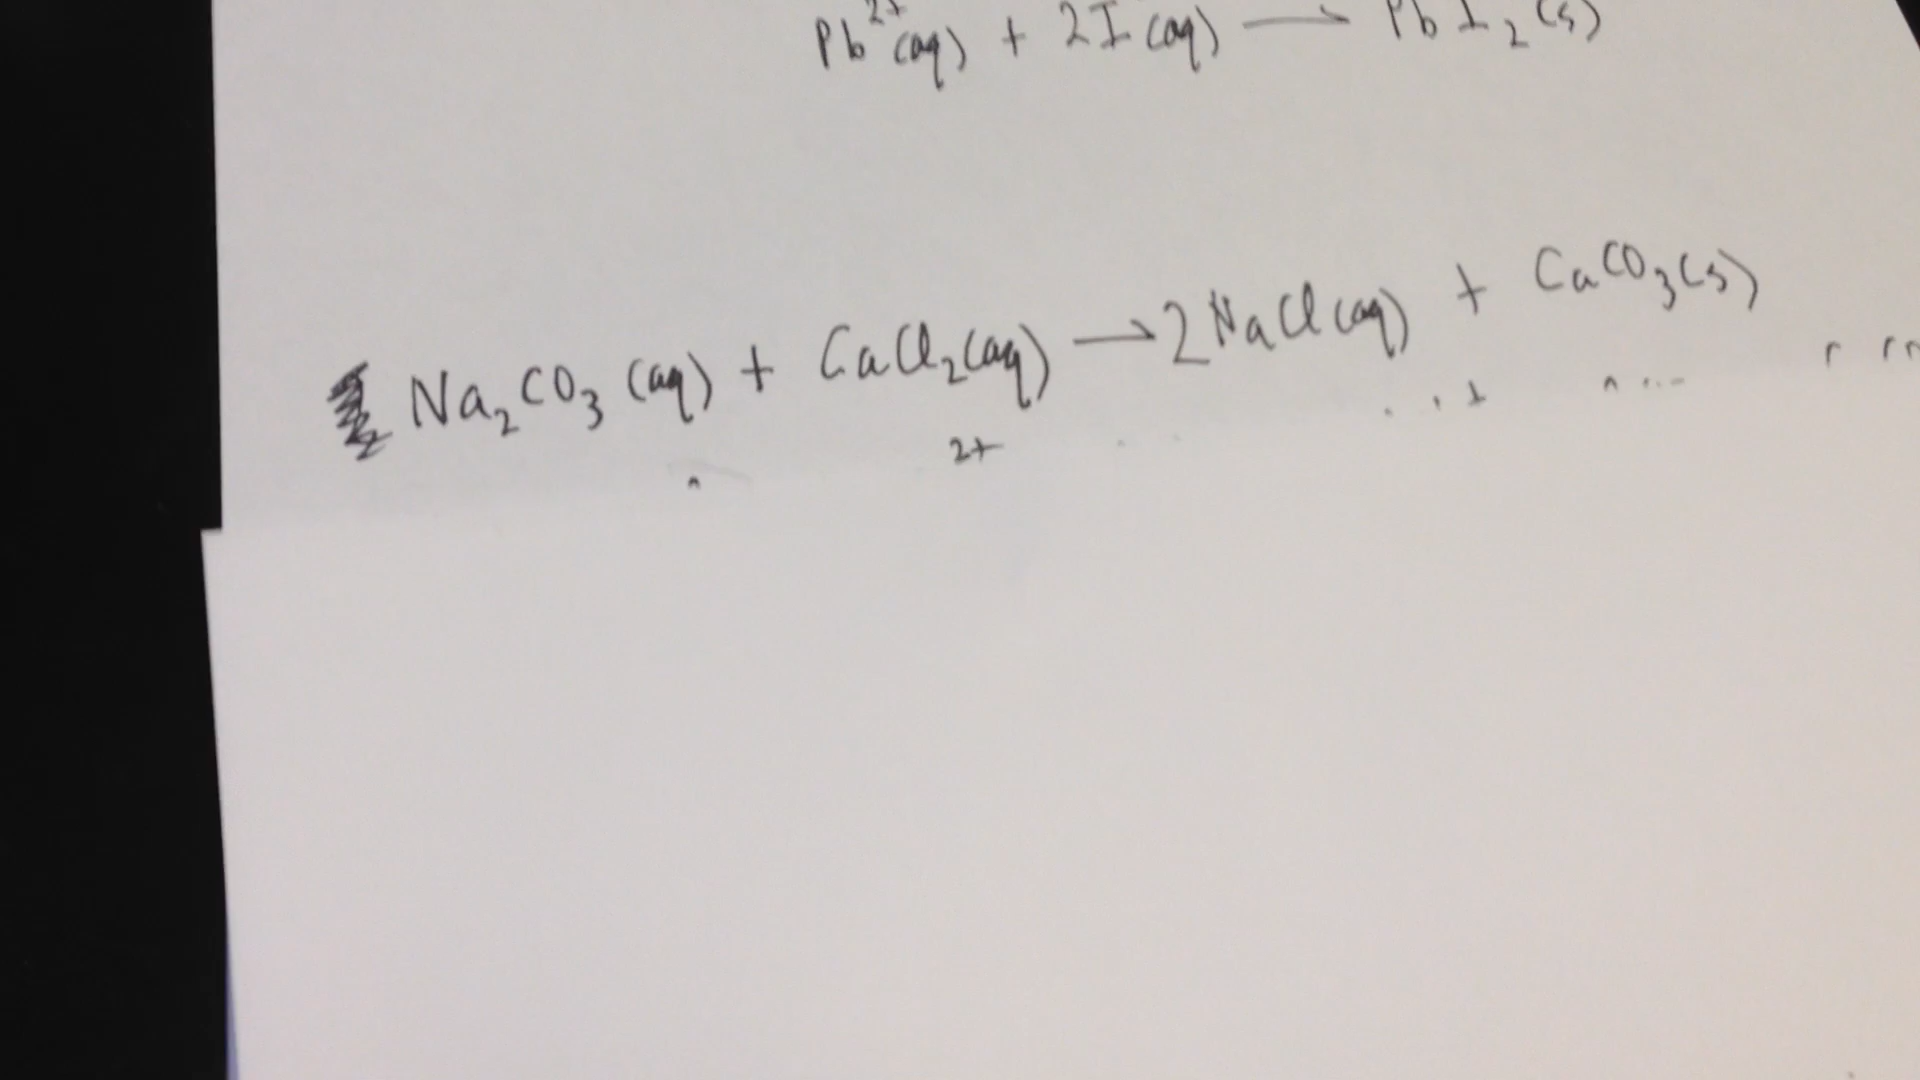 Pb²⁺(aq) + 2I(aq) → PbI₂(s)
Na₂CO₃(aq) + CaCl₂(aq) → 2NaCl(aq) + CaCO₃(s)
2+